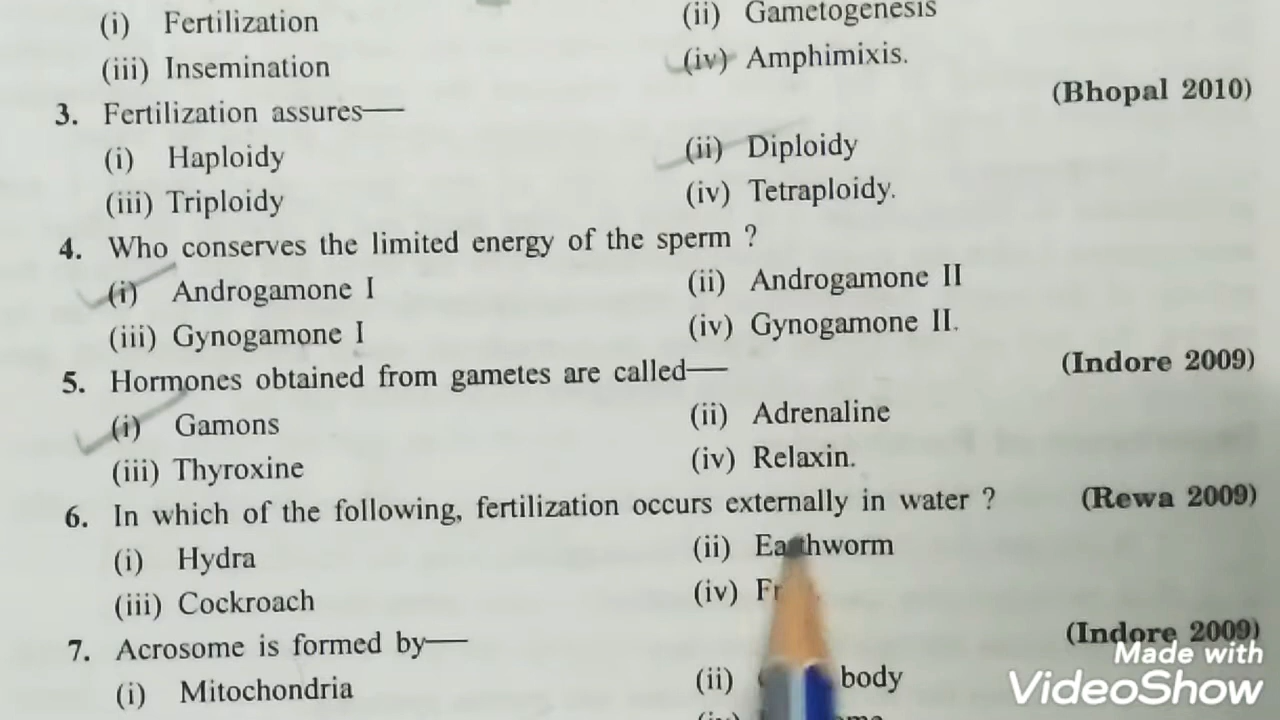 (i) Fertilization (ii) Gametogenesis
(iii) Insemination (iv) Amphimixis.
(Bhopal 2010)
3. Fertilization assures—
(i) Haploidy (ii) Diploidy
(iii) Triploidy (iv) Tetraploidy.
4. Who conserves the limited energy of the sperm ?
(i) Androgamone I (ii) Androgamone II
(iii) Gynogamone I (iv) Gynogamone II.
(Indore 2009)
5. Hormones obtained from gametes are called—
(i) Gamons (ii) Adrenaline
(iii) Thyroxine (iv) Relaxin.
6. In which of the following, fertilization occurs externally in water ? (Rewa 2009)
(i) Hydra (ii) Earthworm
(iii) Cockroach (iv)
(Indore 2009)
7. Acrosome is formed by—
(i) Mitochondria (ii) body
Made with
VideoShow